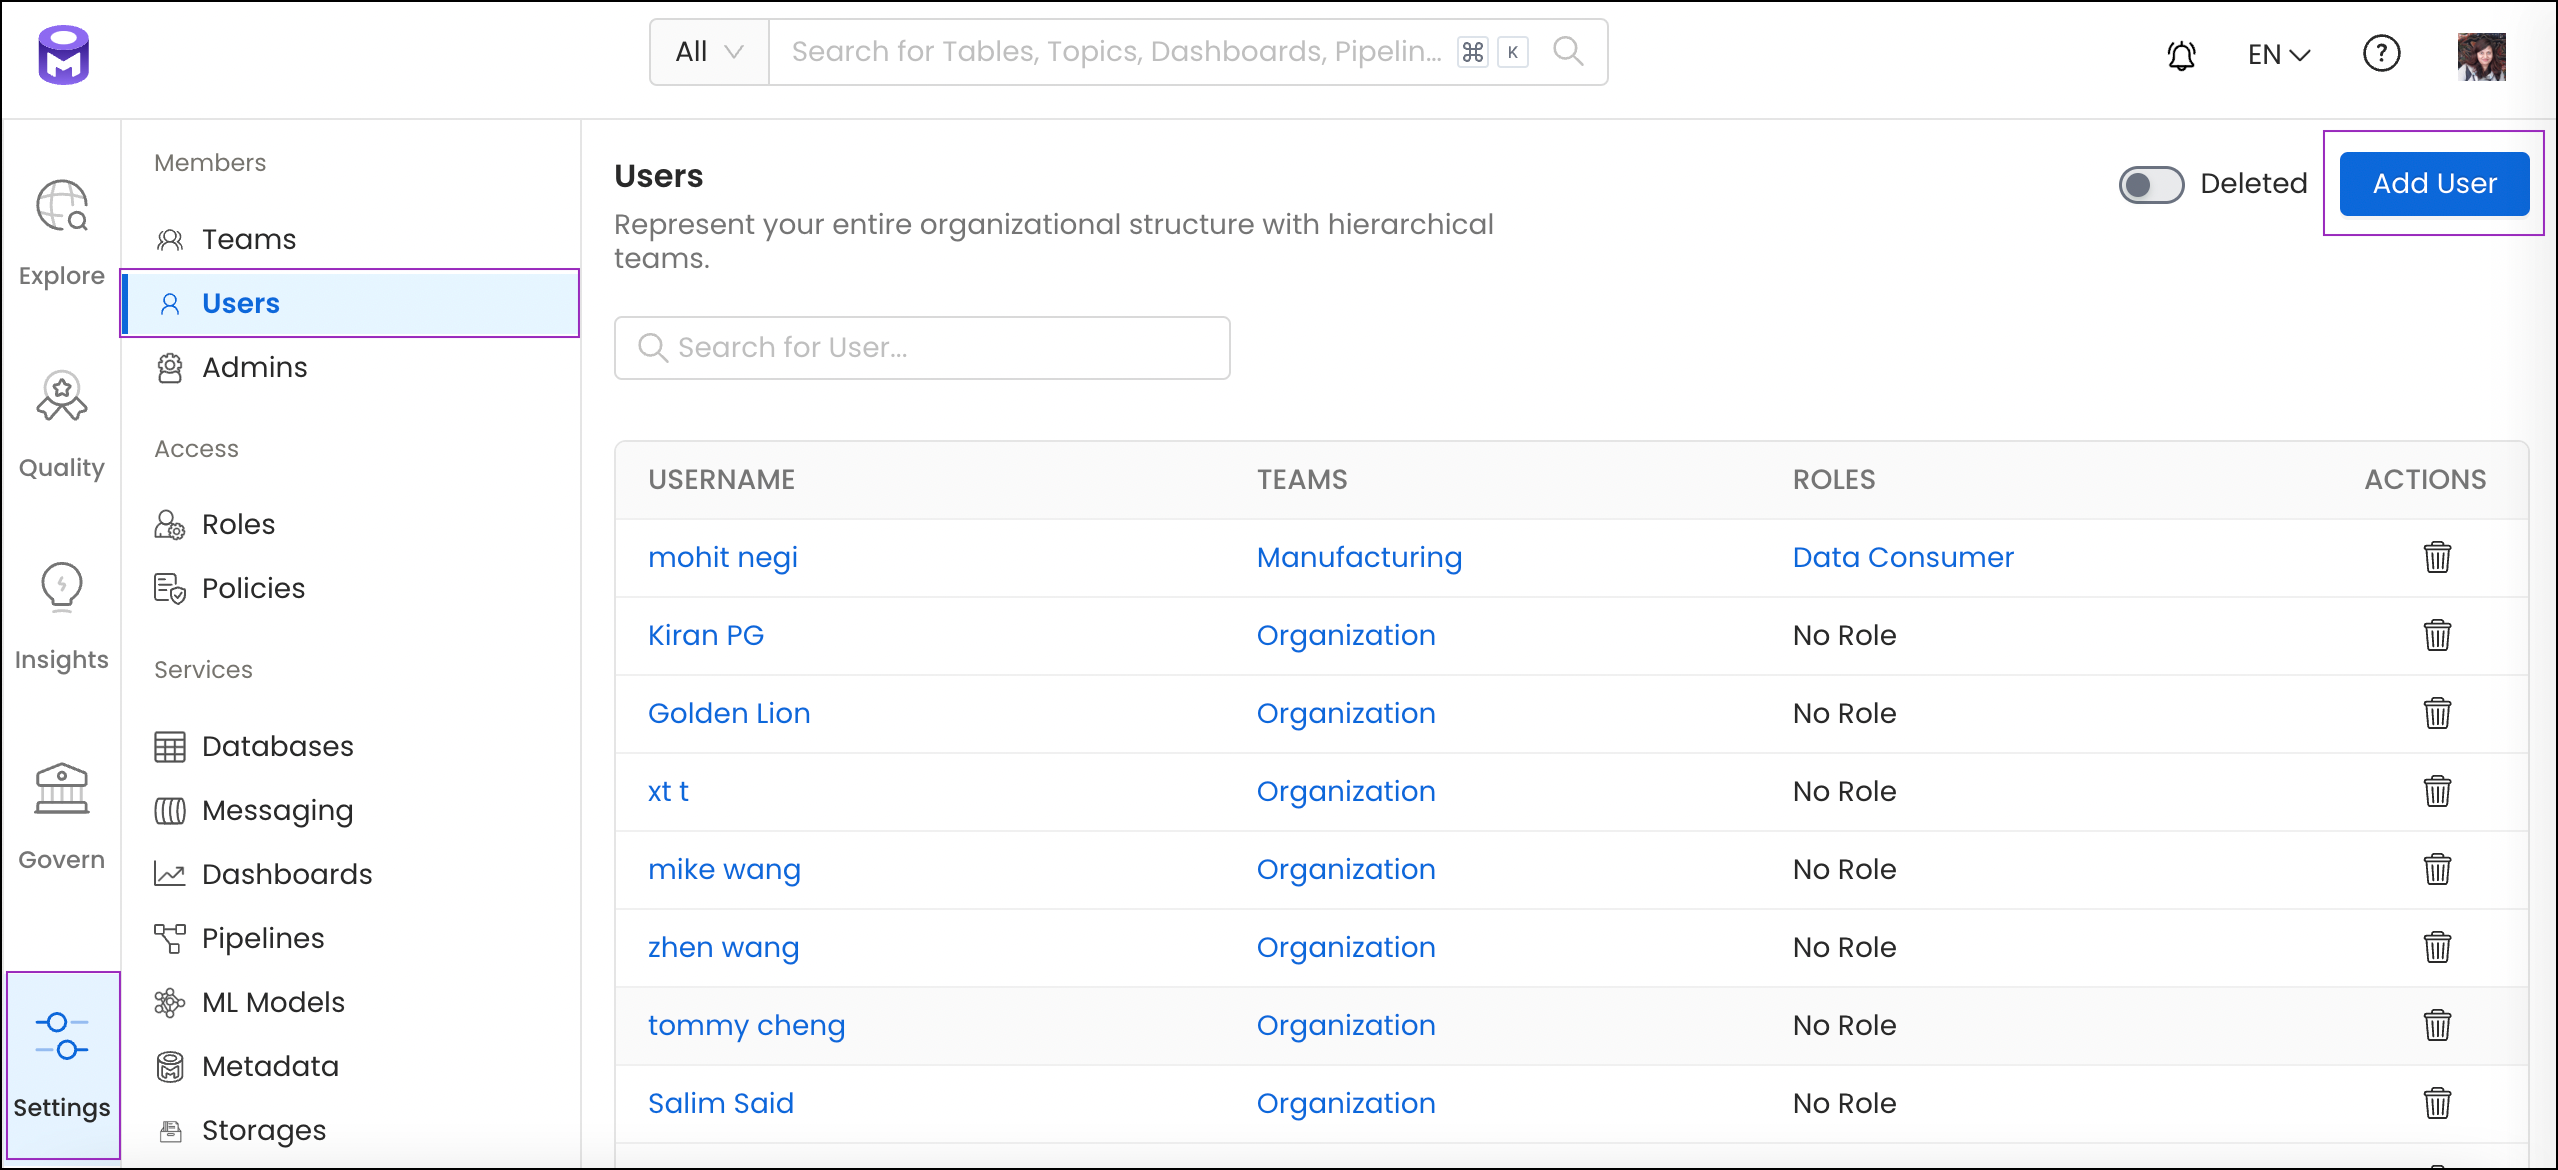 All
Search for Tables, Topics, Dashboards, Pipelin...
⌘ K
EN
?
Explore
Quality
Insights
Govern
Settings
Members
Teams
Users
Admins
Access
Roles
Policies
Services
Databases
Messaging
Dashboards
Pipelines
ML Models
Metadata
Storages
Users
Represent your entire organizational structure with hierarchical
teams.
Deleted
Add User
Search for User...
USERNAME TEAMS ROLES ACTIONS
mohit negi Manufacturing Data Consumer
Kiran PG Organization No Role
Golden Lion Organization No Role
xt t Organization No Role
mike wang Organization No Role
zhen wang Organization No Role
tommy cheng Organization No Role
Salim Said Organization No Role